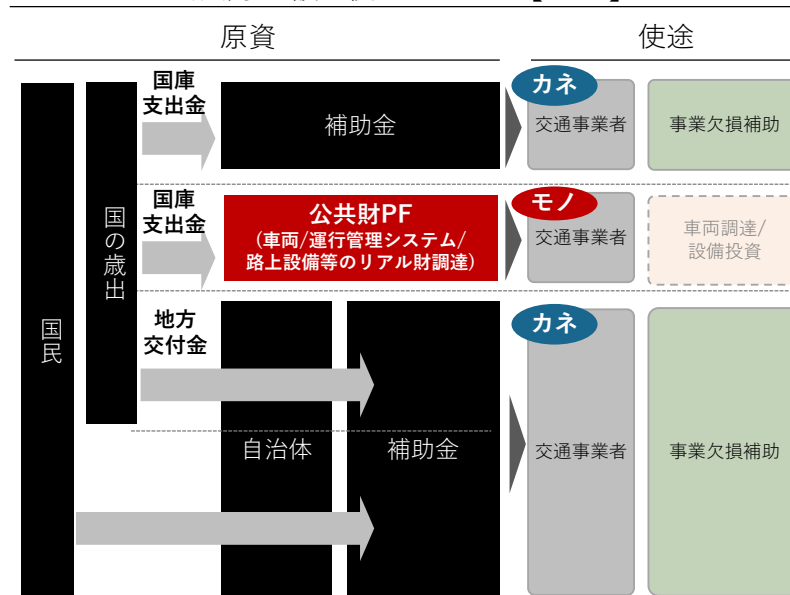 原資
使途
国庫
支出金
補助金
カネ
交通事業者
事業欠損補助
国の歳出
国民
国庫
支出金
公共財PF
(車両/運行管理システム/
路上設備等のリアル財調達)
モノ
交通事業者
車両調達/
設備投資
地方
交付金
自治体
補助金
カネ
交通事業者
事業欠損補助